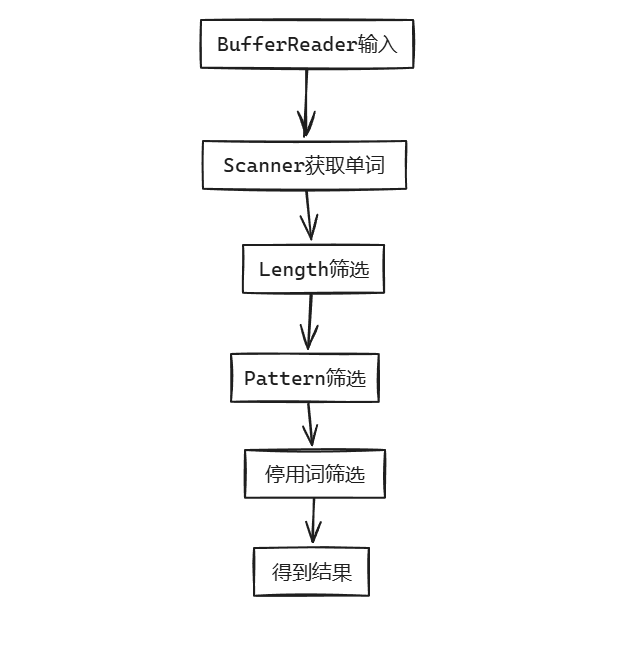 BufferReader输入
Scanner获取单词
Length筛选
Pattern筛选
停用词筛选
得到结果